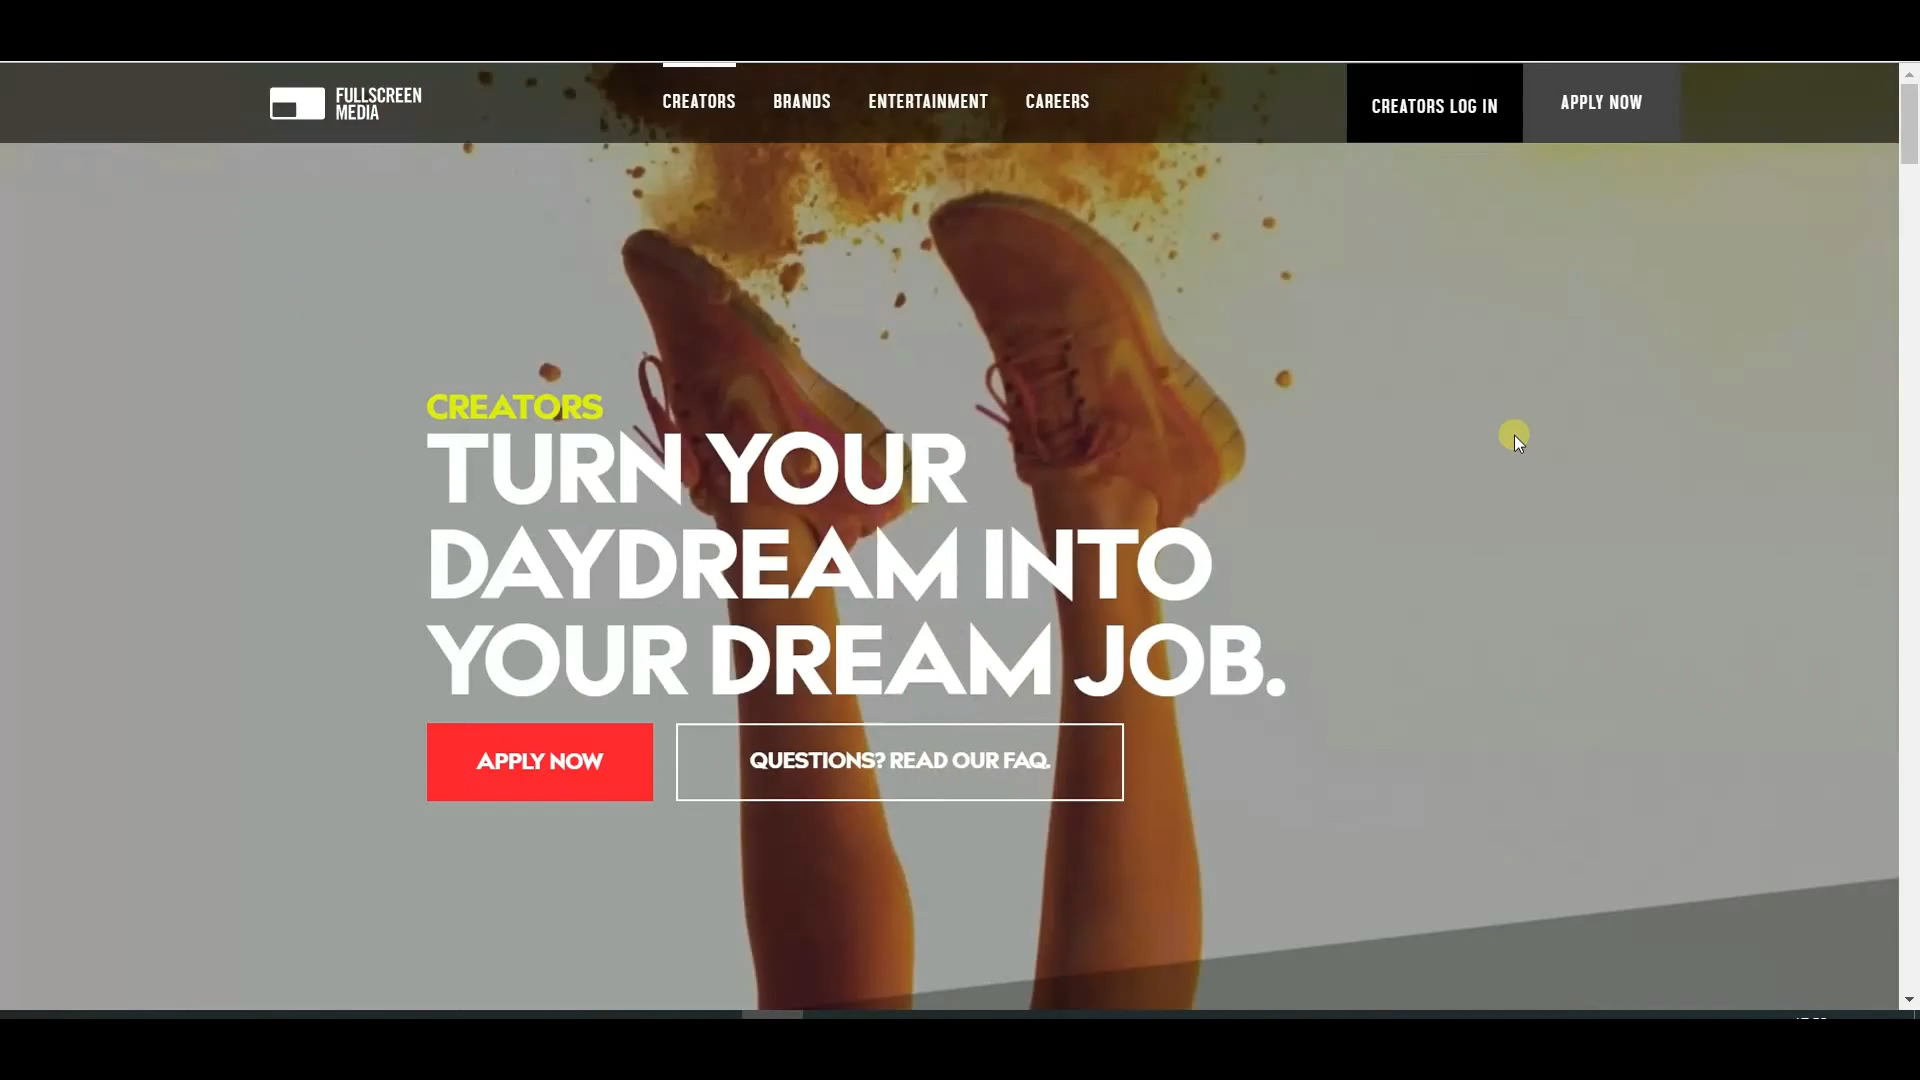 FULLSCREEN
MEDIA
CREATORS
BRANDS
ENTERTAINMENT
CAREERS
CREATORS LOG IN
APPLY NOW
CREATORS
TURN YOUR
DAYDREAM INTO
YOUR DREAM JOB.
APPLY NOW
QUESTIONS? READ OUR FAQ.